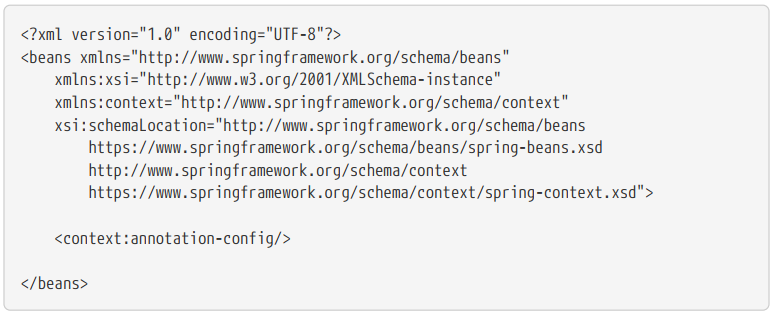 <?xml version="1.0" encoding="UTF-8"?>
<beans xmlns="http://www.springframework.org/schema/beans"
    xmlns:xsi="http://www.w3.org/2001/XMLSchema-instance"
    xmlns:context="http://www.springframework.org/schema/context"
    xsi:schemaLocation="http://www.springframework.org/schema/beans
        https://www.springframework.org/schema/beans/spring-beans.xsd
        http://www.springframework.org/schema/context
        https://www.springframework.org/schema/context/spring-context.xsd">
    <context:annotation-config/>
</beans>